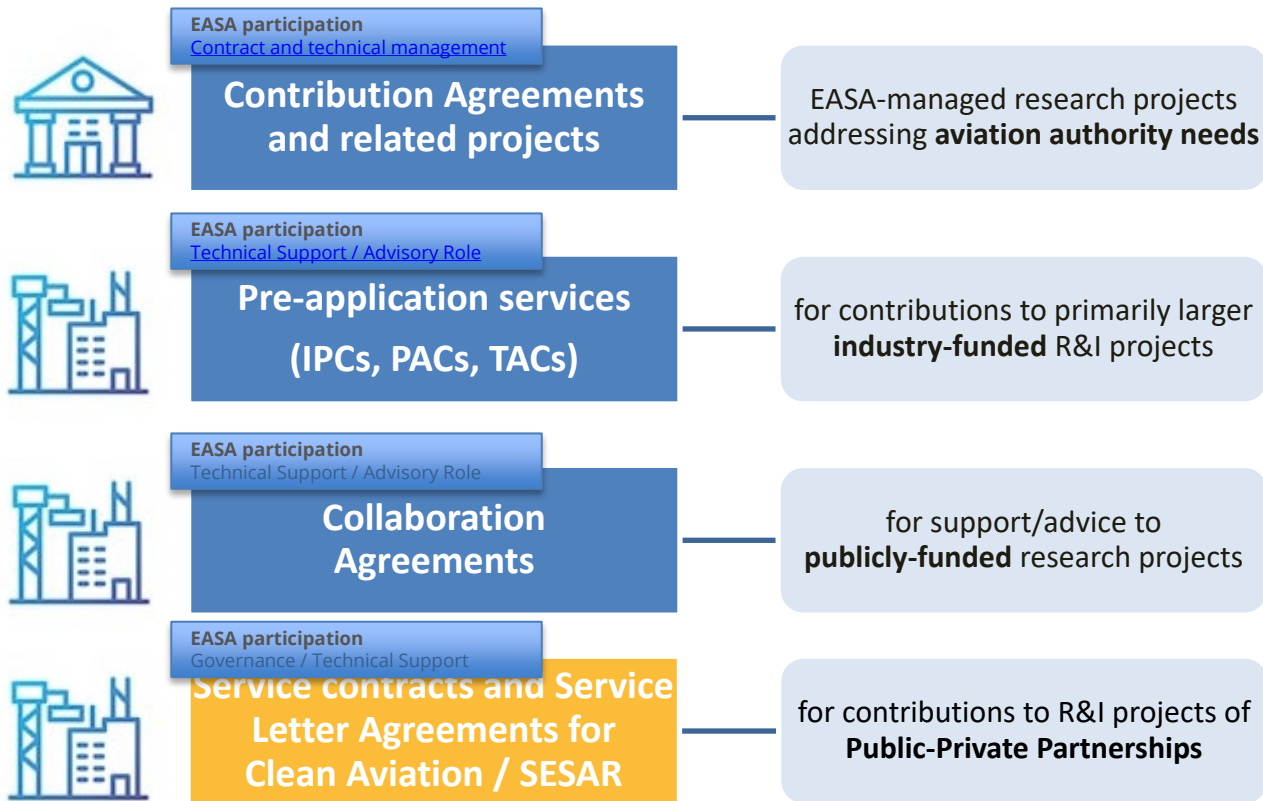 EASA participation
Contract and technical management
Contribution Agreements
and related projects
EASA-managed research projects
addressing aviation authority needs
EASA participation
Technical Support / Advisory Role
Pre-application services
(IPCs, PACs, TACs)
for contributions to primarily larger
industry-funded R&I projects
EASA participation
Technical Support / Advisory Role
Collaboration
Agreements
for support/advice to
publicly-funded research projects
EASA participation
Governance / Technical Support
Service contracts and Service
Letter Agreements for
Clean Aviation / SESAR
for contributions to R&I projects of
Public-Private Partnerships